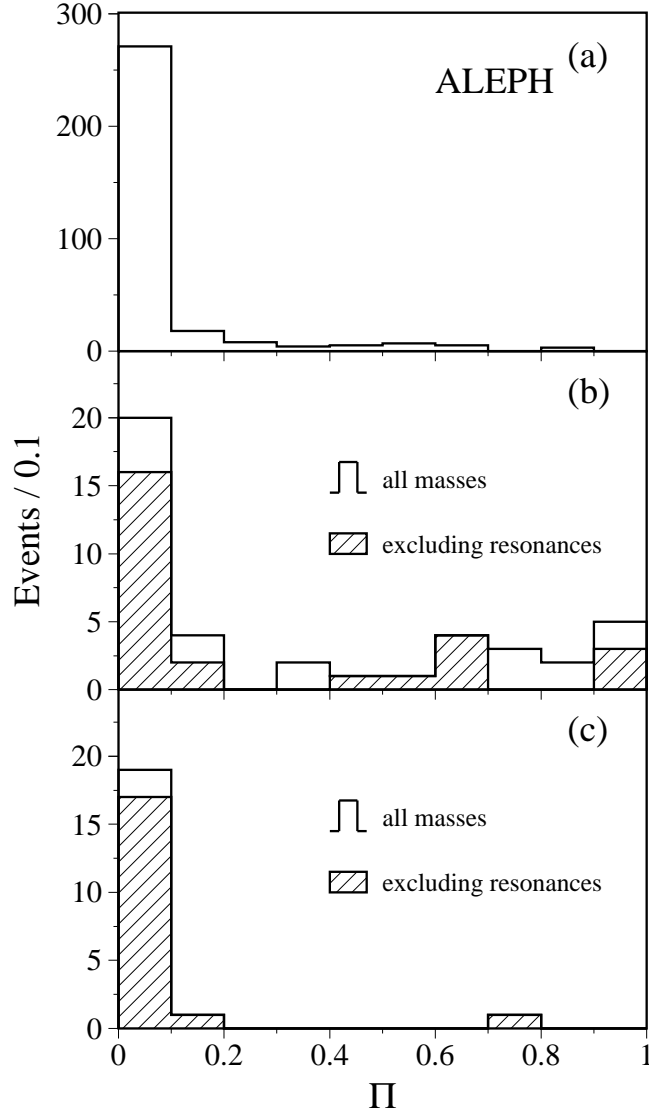 300
(a)
ALEPH
200
100
0
(b)
20
all masses
15
excluding resonances
10
5
0
Events / 0.1
(c)
20
all masses
15
excluding resonances
10
5
0
0 0.2 0.4 0.6 0.8 1
Π